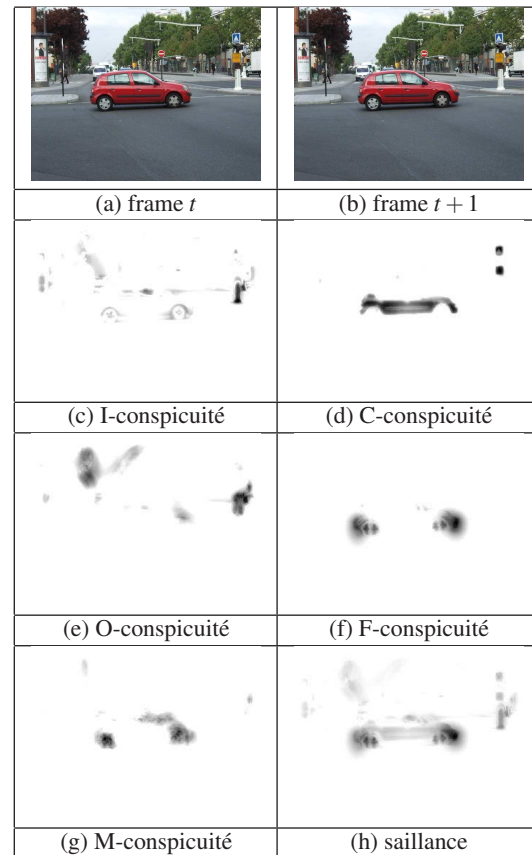 (a) frame t
(b) frame t + 1
(c) I-conspicuité
(d) C-conspicuité
(e) O-conspicuité
(f) F-conspicuité
(g) M-conspicuité
(h) saillance